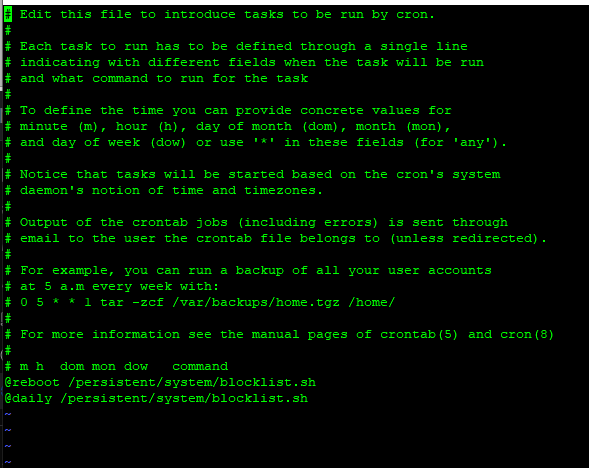 # Edit this file to introduce tasks to be run by cron.
#
# Each task to run has to be defined through a single line
# indicating with different fields when the task will be run
# and what command to run for the task
#
# To define the time you can provide concrete values for
# minute (m), hour (h), day of month (dom), month (mon),
# and day of week (dow) or use '*' in these fields (for 'any').
#
# Notice that tasks will be started based on the cron's system
# daemon's notion of time and timezones.
#
# Output of the crontab jobs (including errors) is sent through
# email to the user the crontab file belongs to (unless redirected).
#
# For example, you can run a backup of all your user accounts
# at 5 a.m every week with:
# 0 5 * * 1 tar -zcf /var/backups/home.tgz /home/
#
# For more information see the manual pages of crontab(5) and cron(8)
#
# m h  dom mon dow   command
@reboot /persistent/system/blocklist.sh
@daily /persistent/system/blocklist.sh
~
~
~
~